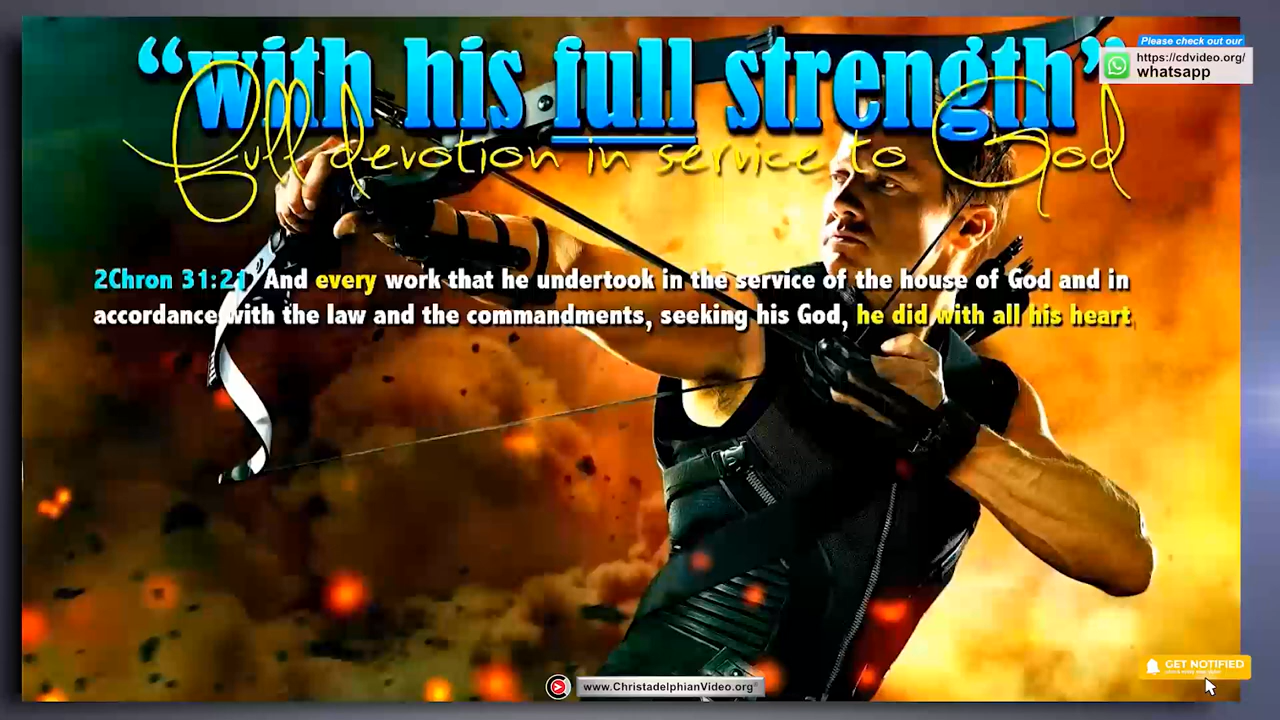 “with his full strength”
Full devotion in service to God
Please check out our
https://cdvideo.org/
whatsapp
2Chron 31:21 And every work that he undertook in the service of the house of God and in
accordance with the law and the commandments, seeking his God, he did with all his heart
GET NOTIFIED
www.ChristadelphianVideo.org